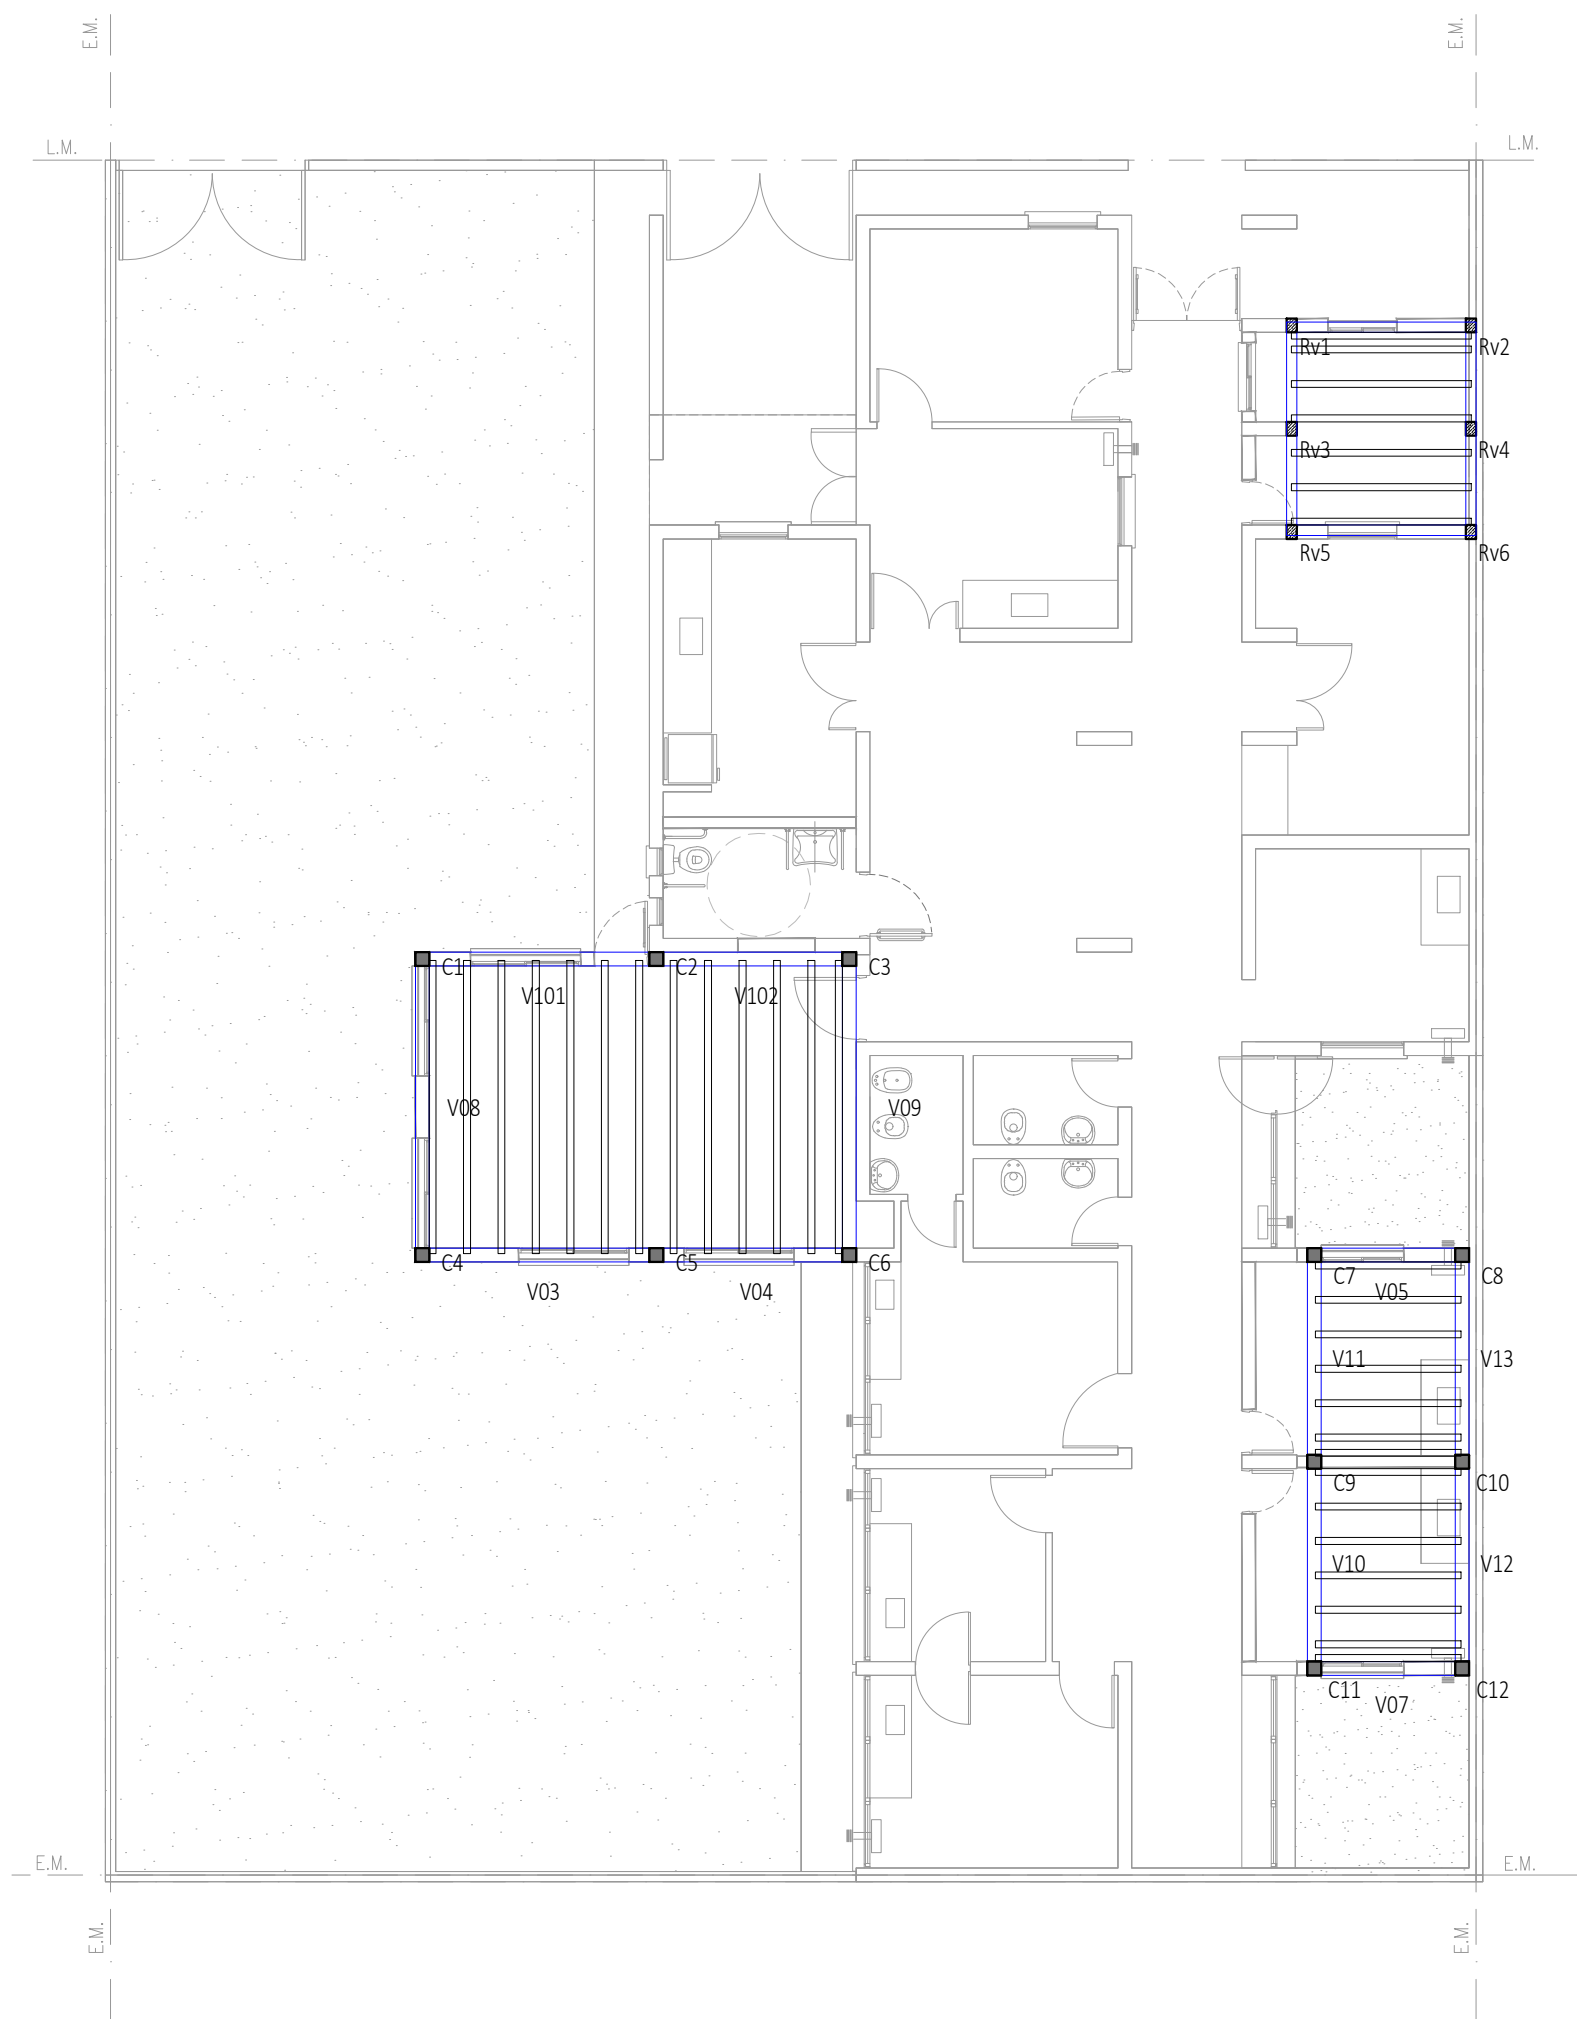 E.M.
E.M.
L.M.
L.M.
Rv1
Rv2
Rv3
Rv4
Rv5
Rv6
C1
C2
C3
V101
V102
V08
V09
C4
C5
C6
C7
C8
V03
V04
V05
V11
V13
C9
C10
V10
V12
C11
C12
V07
E.M.
E.M.
E.M.
E.M.